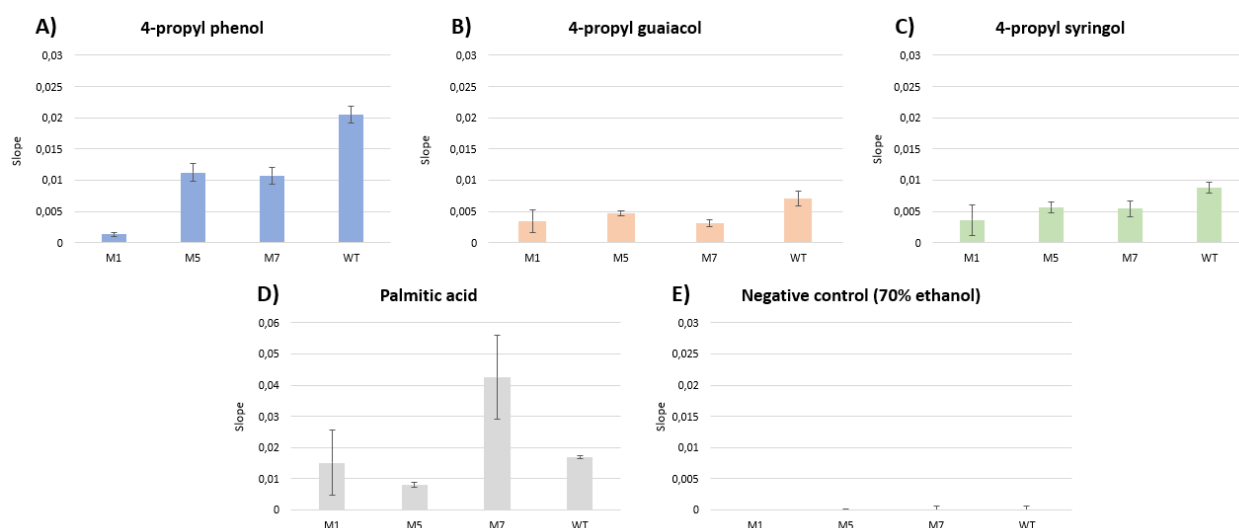 A) 4-propyl phenol
0,03
0,025
0,02
0,015
0,01
0,005
0
Slope
M1 M5 M7 WT
B) 4-propyl guaiacol
0,03
0,025
0,02
0,015
0,01
0,005
0
Slope
M1 M5 M7 WT
C) 4-propyl syringol
0,03
0,025
0,02
0,015
0,01
0,005
0
Slope
M1 M5 M7 WT
D) Palmitic acid
0,06
0,05
0,04
0,03
0,02
0,01
0
Slope
M1 M5 M7 WT
E) Negative control (70% ethanol)
0,03
0,025
0,02
0,015
0,01
0,005
0
Slope
M1 M5 M7 WT